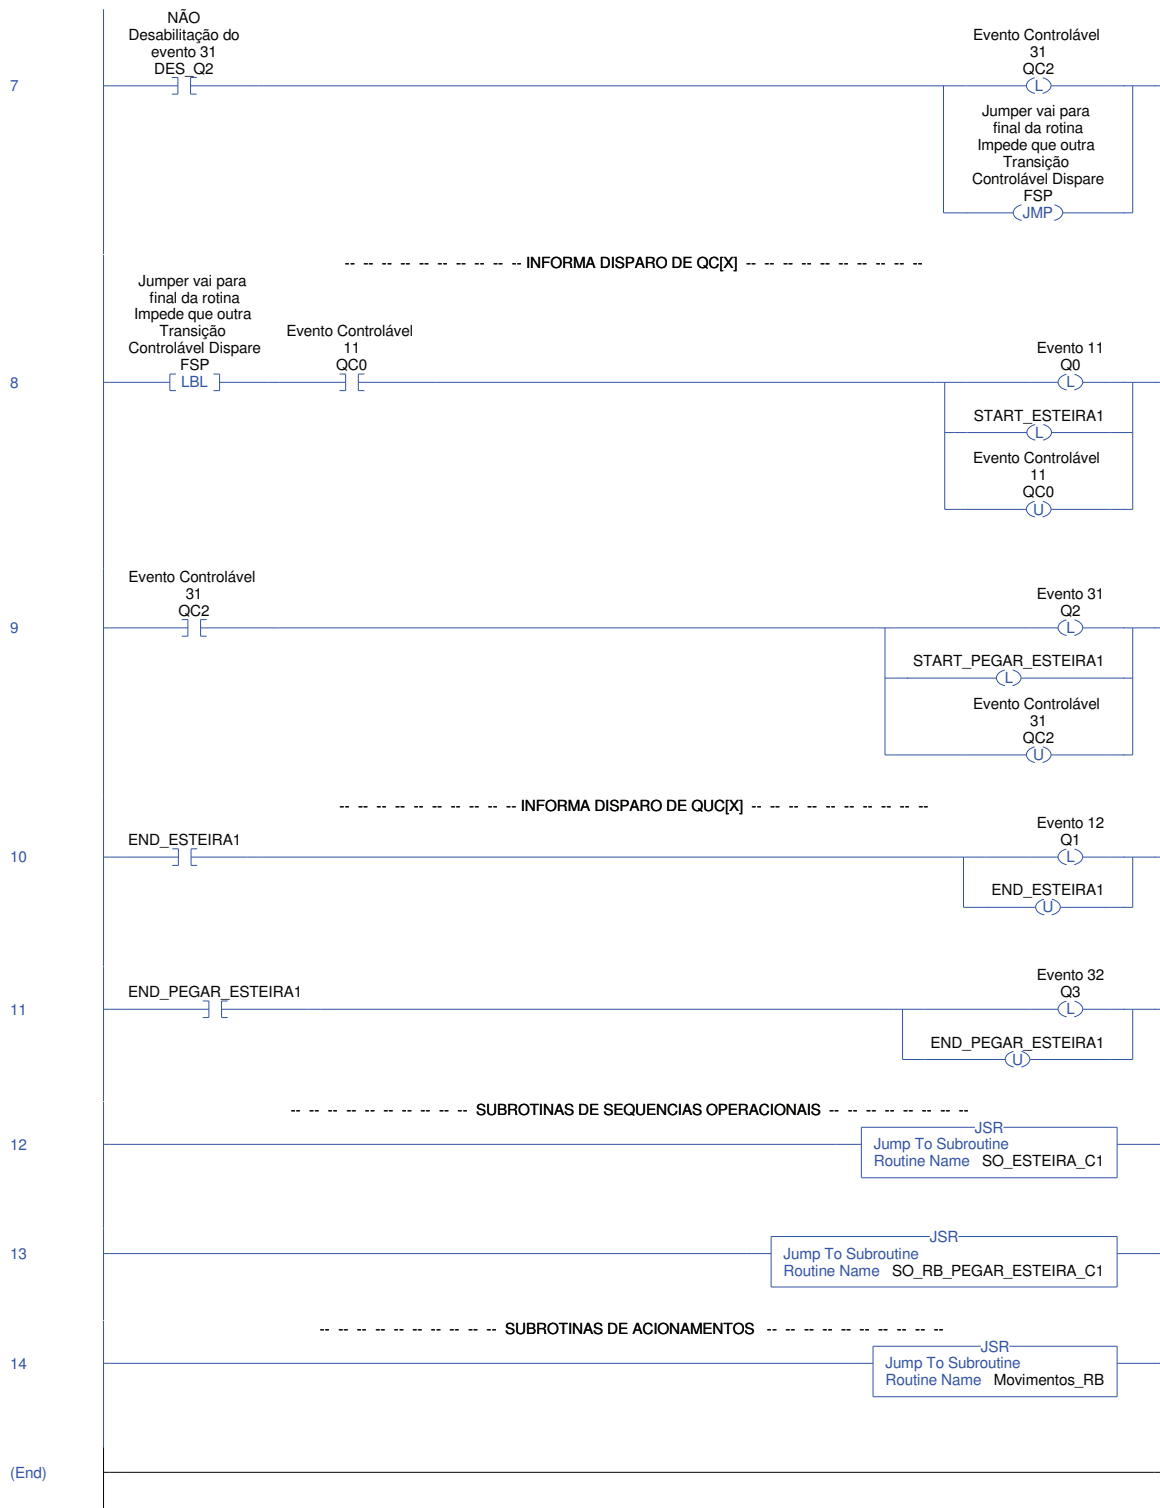 NÃO
Desabilitação do
evento 31
DES_Q2
Evento Controlável
31
QC2
7
L
Jumper vai para
final da rotina
Impede que outra
Transição
Controlável Dispare
FSP
JMP
-- -- -- -- -- -- -- -- -- -- INFORMA DISPARO DE QC[X] -- -- -- -- -- -- -- -- -- --
Jumper vai para
final da rotina
Impede que outra
Transição
Controlável Dispare
FSP
LBL
Evento Controlável
11
QC0
Evento 11
Q0
8
L
START_ESTEIRA1
L
Evento Controlável
11
QC0
U
Evento Controlável
31
QC2
Evento 31
Q2
9
L
START_PEGAR_ESTEIRA1
L
Evento Controlável
31
QC2
U
-- -- -- -- -- -- -- -- -- -- INFORMA DISPARO DE QUC[X] -- -- -- -- -- -- -- -- -- --
END_ESTEIRA1
Evento 12
Q1
10
L
END_ESTEIRA1
U
END_PEGAR_ESTEIRA1
Evento 32
Q3
11
L
END_PEGAR_ESTEIRA1
U
-- -- -- -- -- -- -- -- -- -- SUBROTINAS DE SEQUENCIAS OPERACIONAIS -- -- -- -- -- -- -- --
12
JSR
Jump To Subroutine
Routine Name SO_ESTEIRA_C1
13
JSR
Jump To Subroutine
Routine Name SO_RB_PEGAR_ESTEIRA_C1
-- -- -- -- -- -- -- -- -- -- SUBROTINAS DE ACIONAMENTOS -- -- -- -- -- -- -- -- -- --
14
JSR
Jump To Subroutine
Routine Name Movimentos_RB
(End)